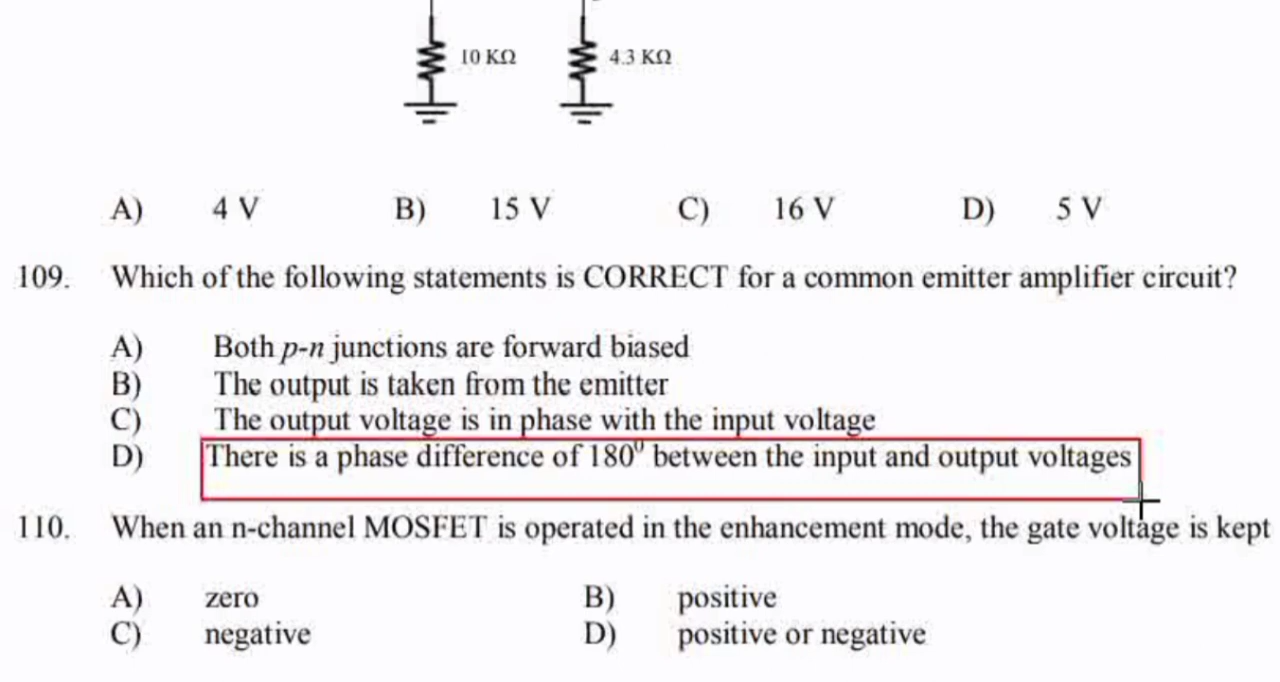 10 KΩ 4.3 KΩ
A) 4 V B) 15 V C) 16 V D) 5 V
109. Which of the following statements is CORRECT for a common emitter amplifier circuit?
A) Both p-n junctions are forward biased
B) The output is taken from the emitter
C) The output voltage is in phase with the input voltage
D) There is a phase difference of 180⁰ between the input and output voltages
110. When an n-channel MOSFET is operated in the enhancement mode, the gate voltage is kept
A) zero B) positive
C) negative D) positive or negative